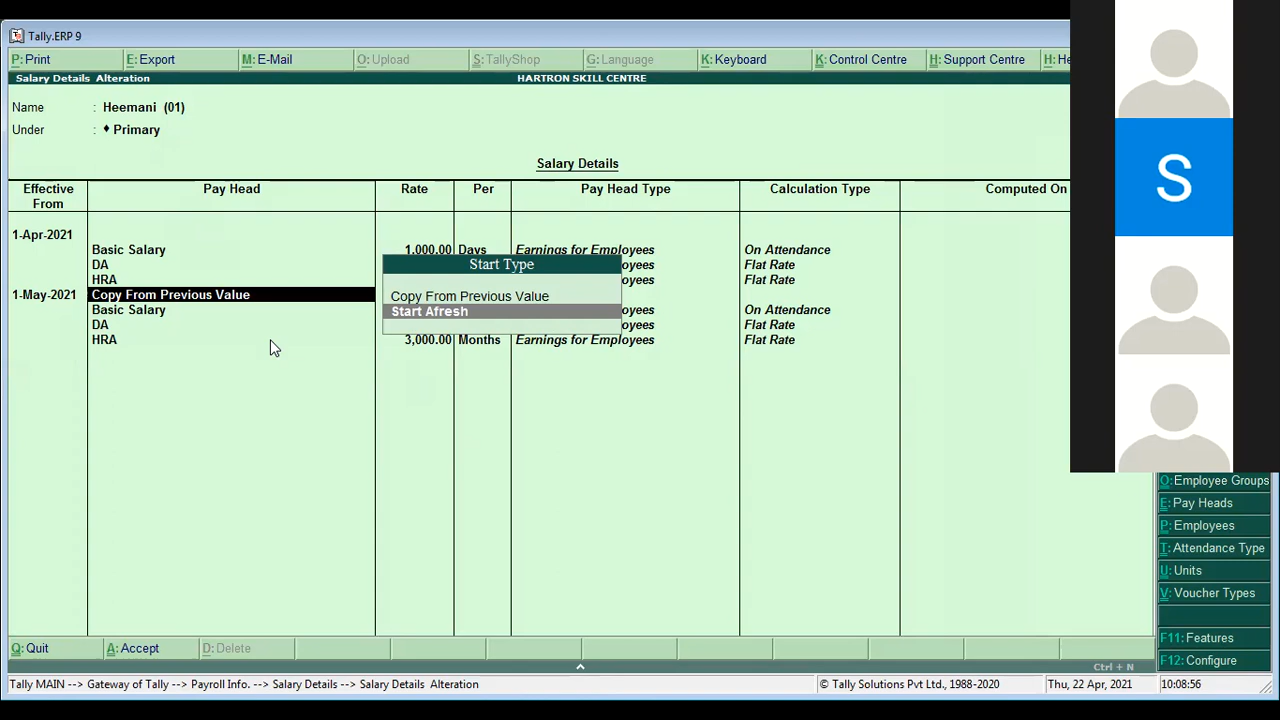 Tally.ERP 9
P: Print E: Export M: E-Mail O: Upload S: TallyShop G: Language K: Keyboard K: Control Centre H: Support Centre H: He
Salary Details Alteration HARTRON SKILL CENTRE
Name : Heemani (01)
Under : ♦ Primary
Salary Details
Effective From Pay Head Rate Per Pay Head Type Calculation Type Computed On
1-Apr-2021
Basic Salary 1,000.00 Days Earnings for Employees On Attendance
DA oyees Flat Rate
HRA oyees Flat Rate
1-May-2021 Copy From Previous Value
Basic Salary oyees On Attendance
DA oyees Flat Rate
HRA 3,000.00 Months Earnings for Employees Flat Rate
Start Type
Copy From Previous Value
Start Afresh
S
O: Employee Groups
E: Pay Heads
P: Employees
T: Attendance Type
U: Units
V: Voucher Types
F11: Features
F12: Configure
Q: Quit A: Accept D: Delete
Ctrl + N
Tally MAIN --> Gateway of Tally --> Payroll Info. --> Salary Details --> Salary Details Alteration © Tally Solutions Pvt Ltd., 1988-2020 Thu, 22 Apr, 2021 10:08:56